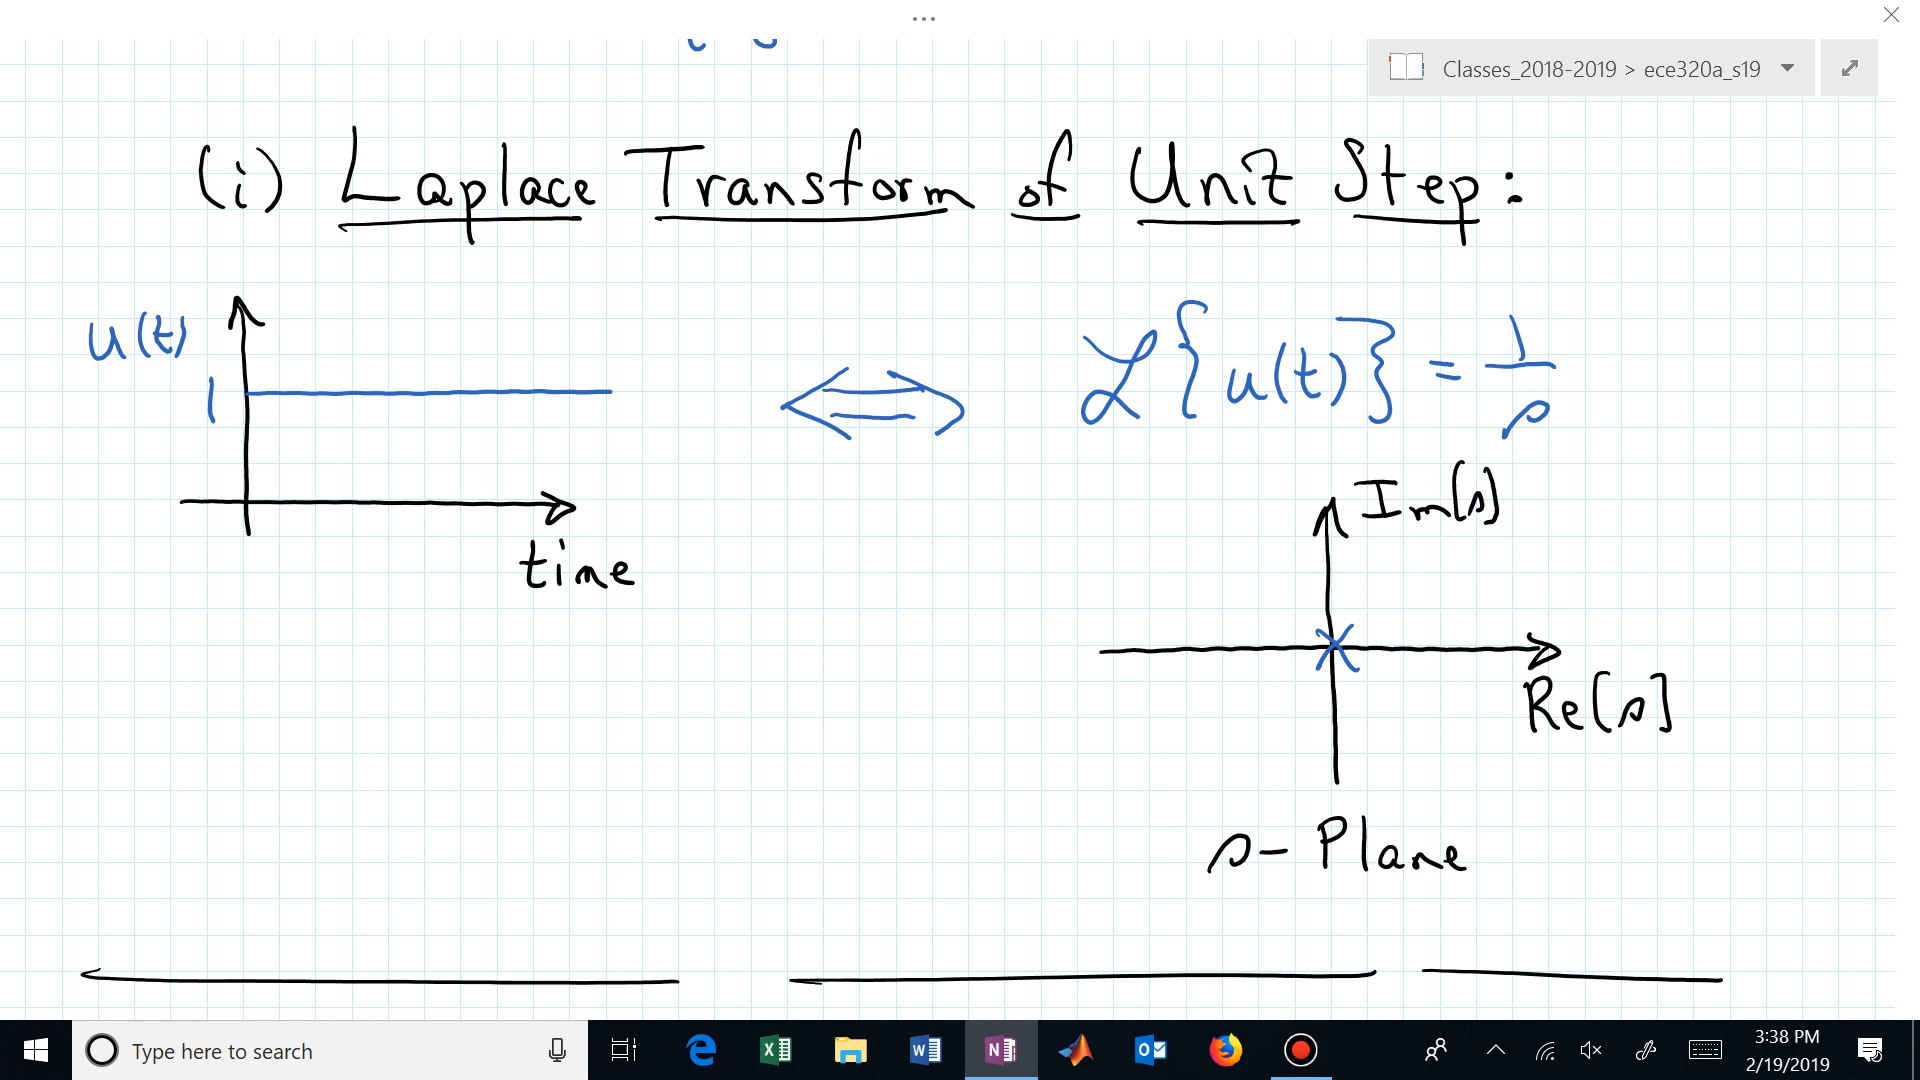 Classes_2018-2019 > ece320a_s19
(i) Laplace Transform of Unit Step:
u(t)
1
ℒ{u(t)} = 1/s
time
Im[s]
Re[s]
s-Plane
Type here to search
3:38 PM
2/19/2019